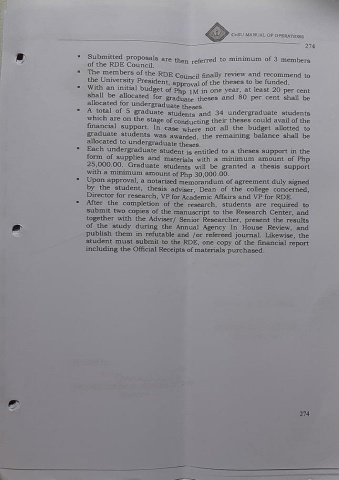 CvSU MANUAL OF OPERATIONS
274
• Submitted proposals are then referred to minimum of 3 members
of the RDE Council.
• The members of the RDE Council finally review and recommend to
the University President, approval of the theses to be funded.
• With an initial budget of Php 1M in one year, at least 20 per cent
shall be allocated for graduate theses and 80 per cent shall be
allocated for undergraduate theses.
• A total of 5 graduate students and 34 undergraduate students
which are on the stage of conducting their theses could avail of the
financial support. In case where not all the budget allotted to
graduate students was awarded, the remaining balance shall be
allocated to undergraduate theses.
• Each undergraduate student is entitled to a theses support in the
form of supplies and materials with a minimum amount of Php
25,000.00. Graduate students will be granted a thesis support
with a minimum amount of Php 30,000.00.
• Upon approval, a notarized memorandum of agreement duly signed
by the student, thesis adviser, Dean of the college concerned,
Director for research, VP for Academic Affairs and VP for RDE.
• After the completion of the research, students are required to
submit two copies of the manuscript to the Research Center, and
together with the Adviser/ Senior Researcher, present the results
of the study during the Annual Agency In House Review, and
publish them in refutable and /or refereed journal. Likewise, the
student must submit to the RDE, one copy of the financial report
including the Official Receipts of materials purchased.
274